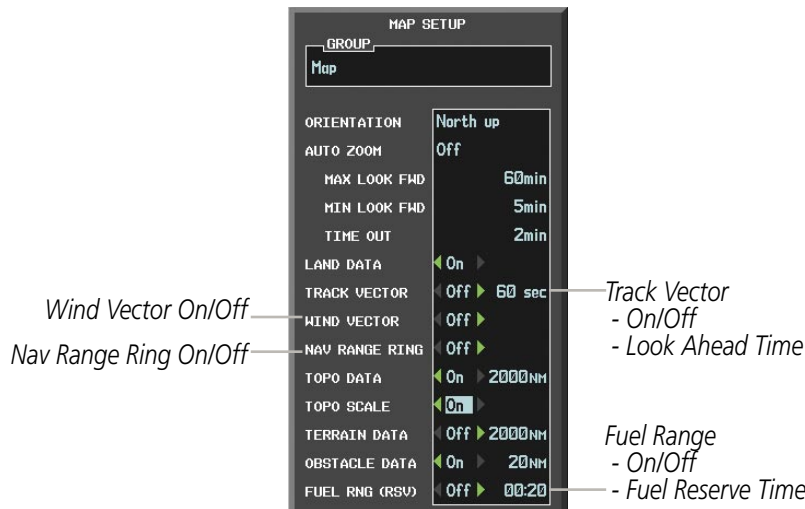 MAP SETUP
GROUP
Map
ORIENTATION North up
AUTO ZOOM Off
MAX LOOK FWD 60min
MIN LOOK FWD 5min
TIME OUT 2min
LAND DATA On
TRACK VECTOR Off 60 sec
WIND VECTOR Off
NAV RANGE RING Off
TOPO DATA On 2000NM
TOPO SCALE On
TERRAIN DATA Off 2000NM
OBSTACLE DATA On 20NM
FUEL RNG (RSV) Off 00:20
Wind Vector On/Off
Nav Range Ring On/Off
Track Vector
- On/Off
- Look Ahead Time
Fuel Range
- On/Off
- Fuel Reserve Time